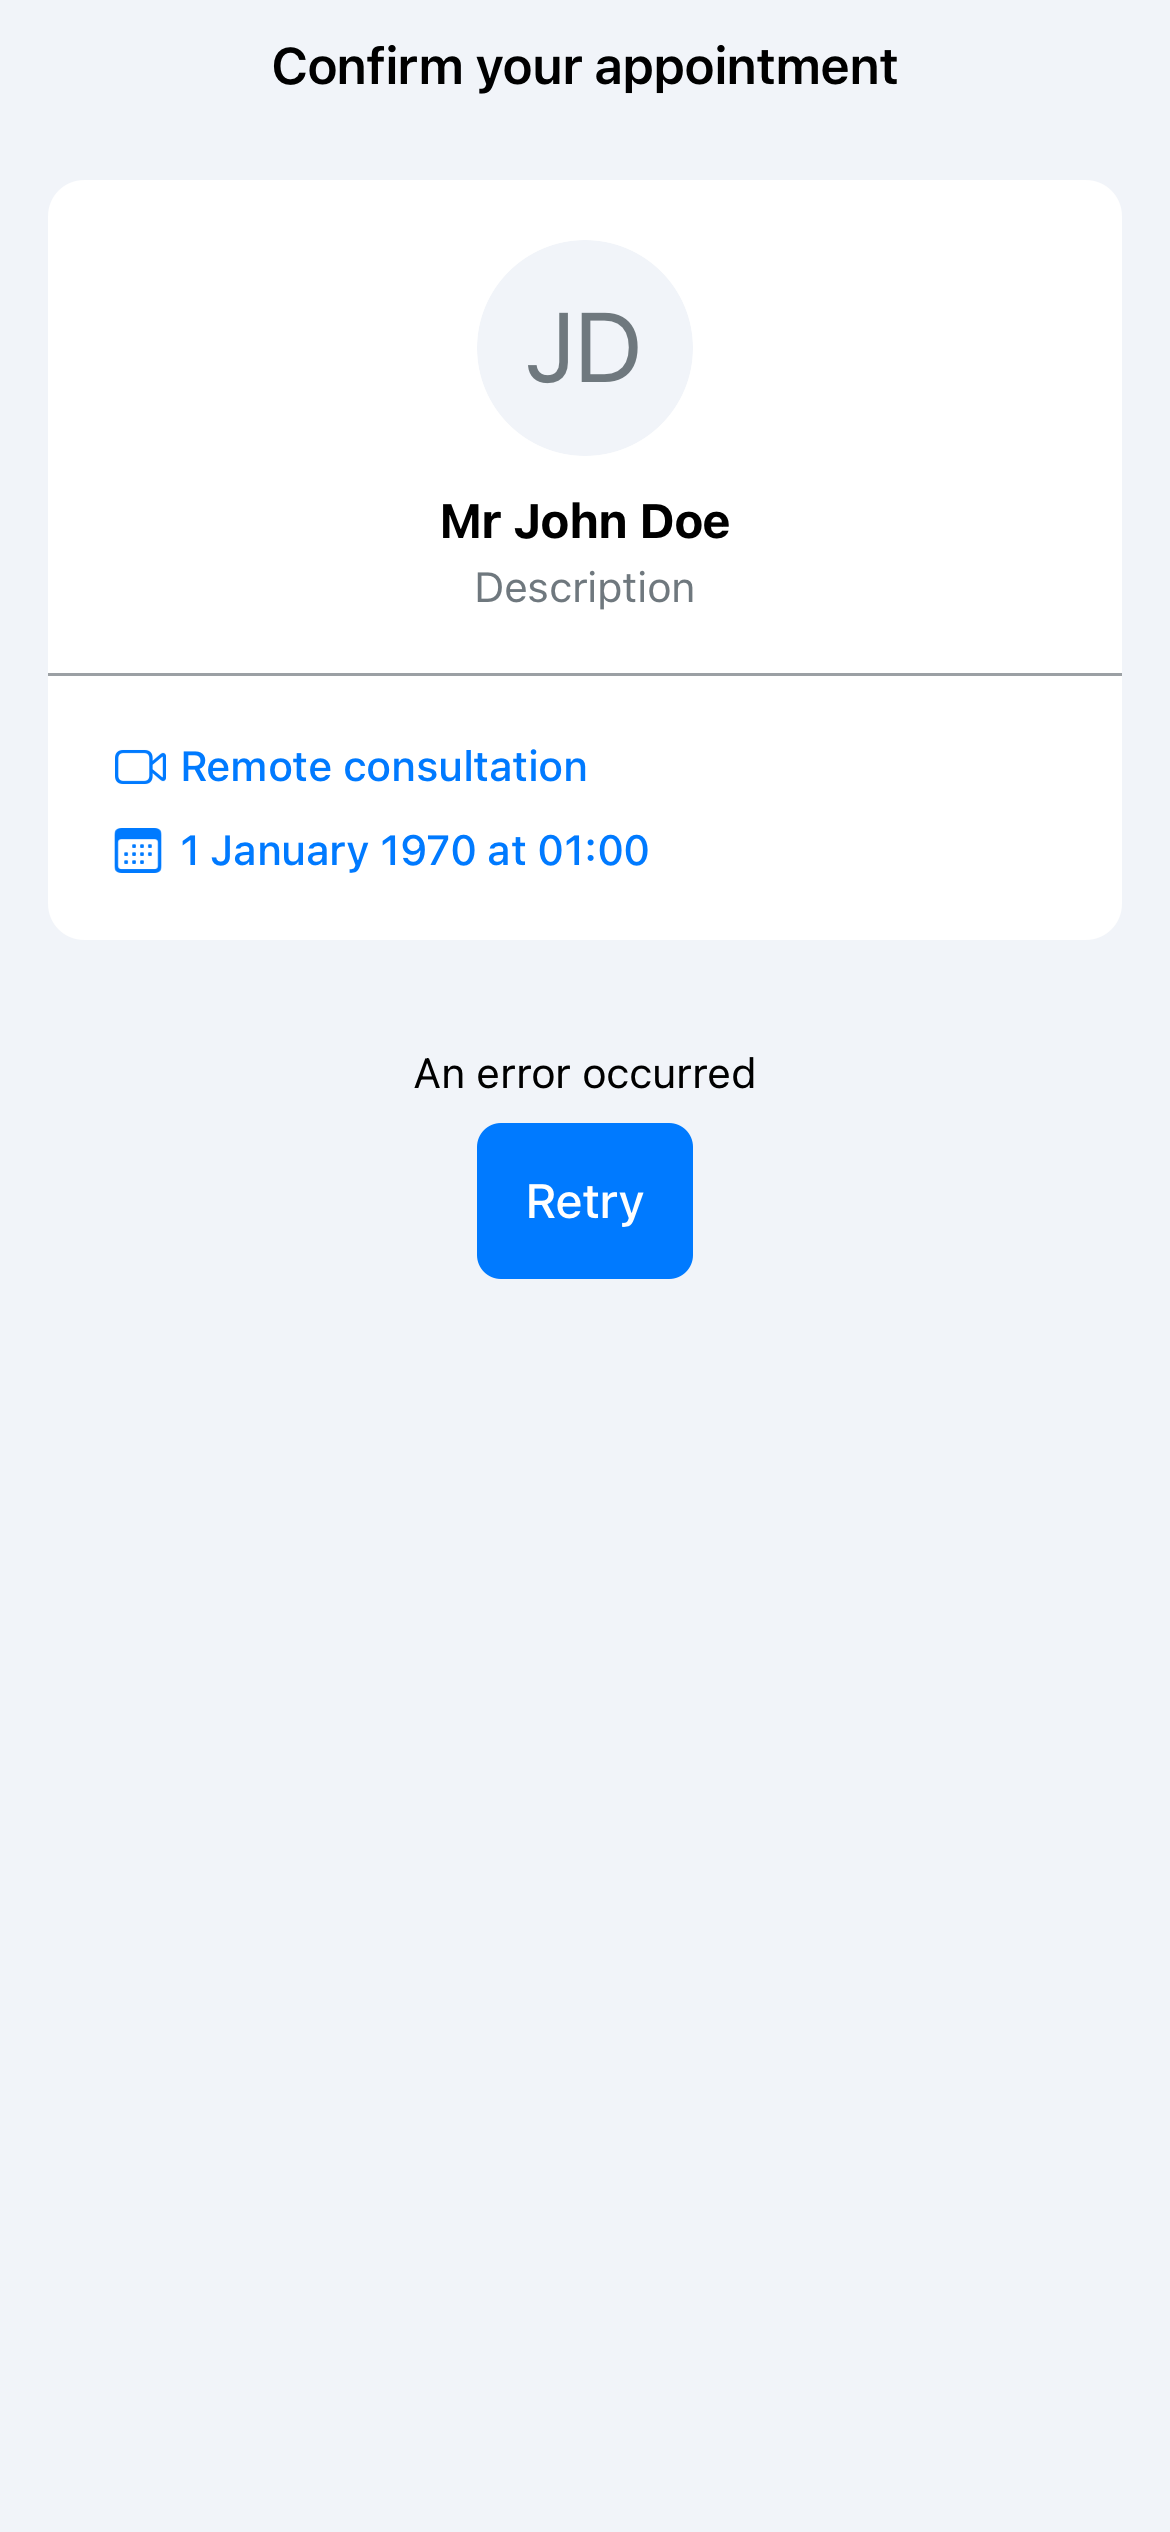 Confirm your appointment
JD
Mr John Doe
Description
Remote consultation
1 January 1970 at 01:00
An error occurred
Retry